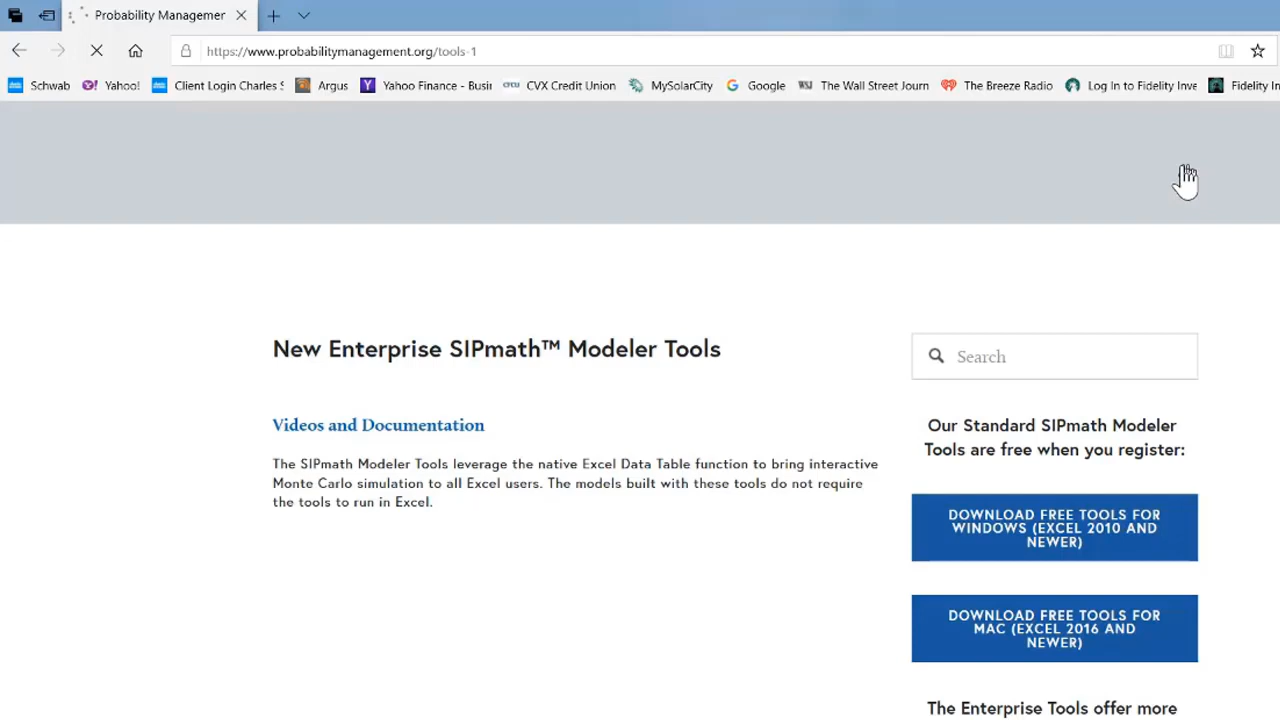 Probability Managemer
https://www.probabilitymanagement.org/tools-1
Schwab Yahoo! Client Login Charles S Argus Yahoo Finance - Busir CVX Credit Union MySolarCity Google The Wall Street Journ The Breeze Radio Log In to Fidelity Inve Fidelity In
New Enterprise SIPmath™ Modeler Tools
Videos and Documentation
The SIPmath Modeler Tools leverage the native Excel Data Table function to bring interactive
Monte Carlo simulation to all Excel users. The models built with these tools do not require
the tools to run in Excel.
Search
Our Standard SIPmath Modeler
Tools are free when you register:
DOWNLOAD FREE TOOLS FOR
WINDOWS (EXCEL 2010 AND
NEWER)
DOWNLOAD FREE TOOLS FOR
MAC (EXCEL 2016 AND
NEWER)
The Enterprise Tools offer more